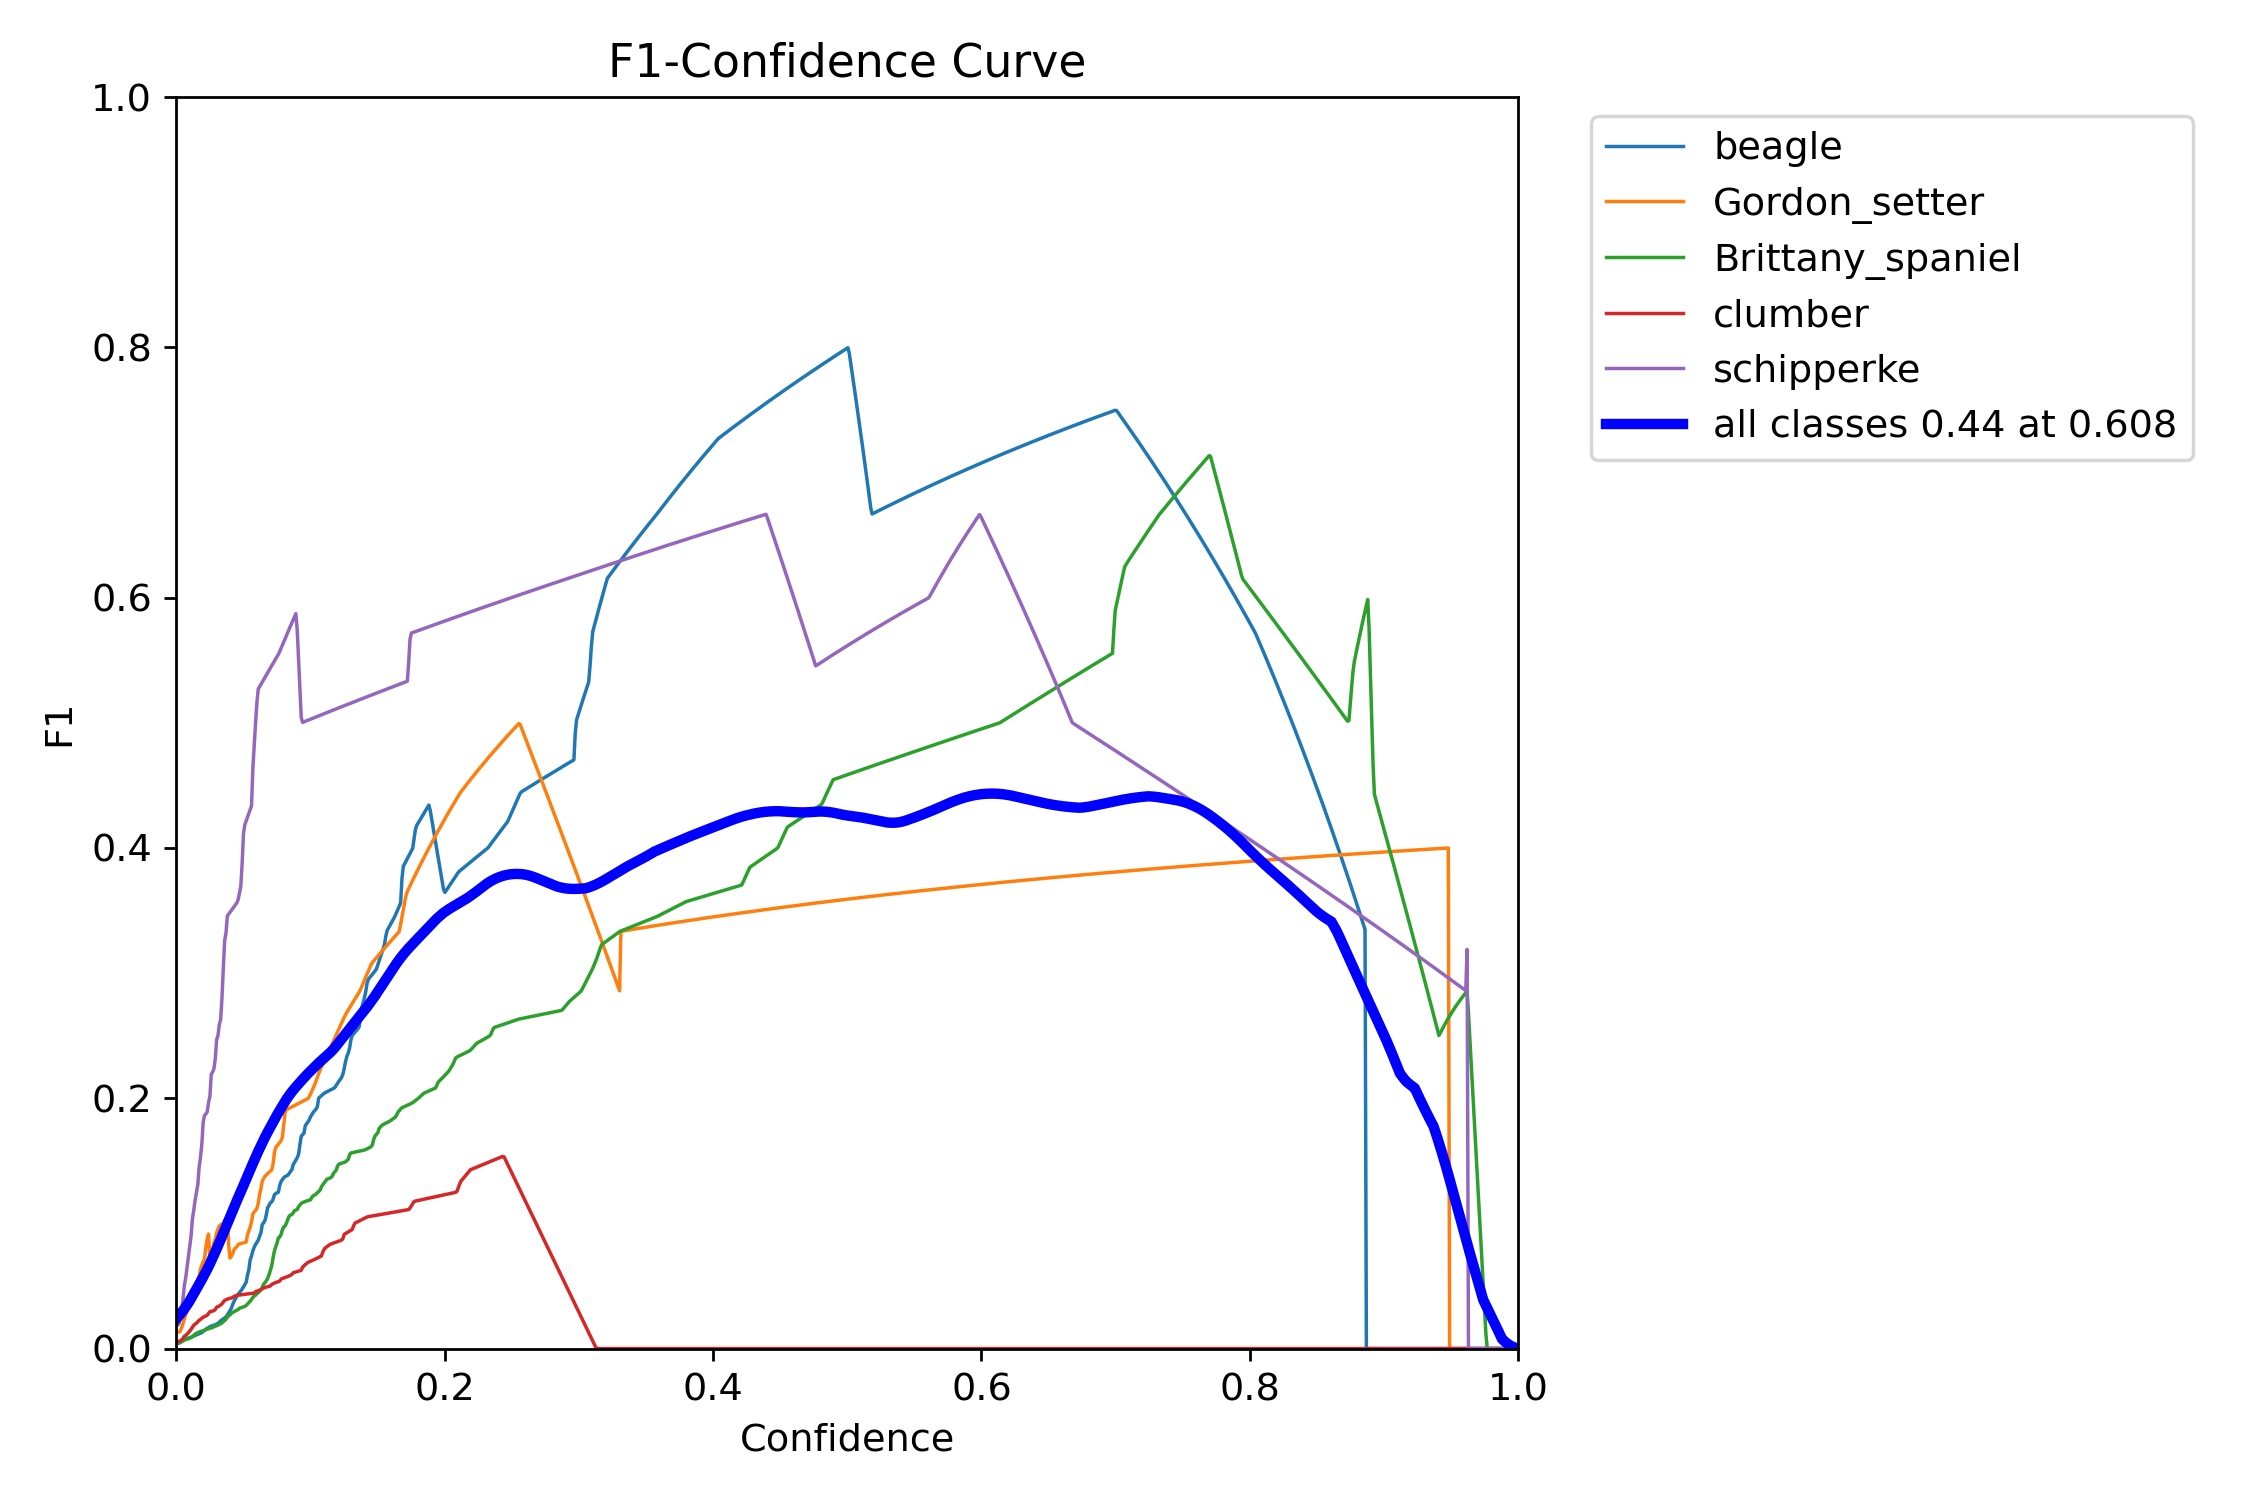 F1-Confidence Curve
1.0
0.8
0.6
0.4
0.2
0.0
F1
0.0 0.2 0.4 0.6 0.8 1.0
Confidence
beagle
Gordon_setter
Brittany_spaniel
clumber
schipperke
all classes 0.44 at 0.608